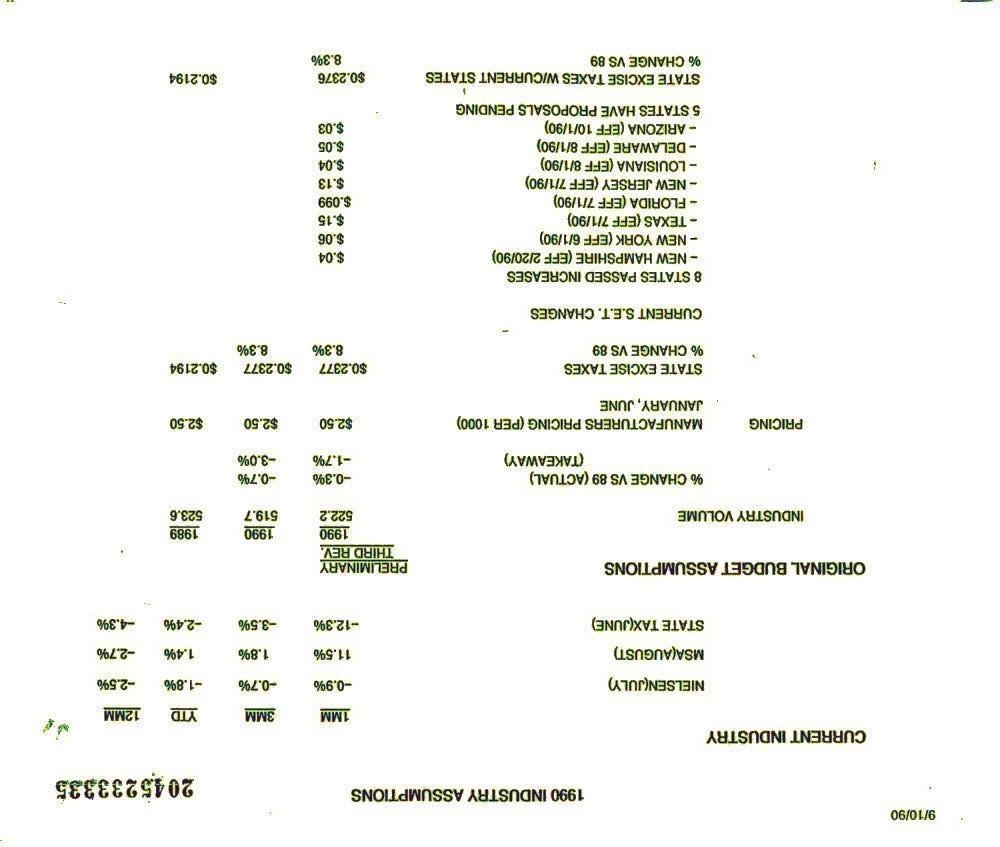 9/10/90
1990 INDUSTRY ASSUMPTIONS 2045233335
CURRENT INDUSTRY
1MM 3MM YTD 12MM
NIELSEN(JULY) -0.9% -0.7% -1.8% -2.5%
MSA(AUGUST) 11.5% 1.8% 1.4% -2.7%
STATE TAX(JUNE) -12.3% -3.5% -2.4% -4.3%
ORIGINAL BUDGET ASSUMPTIONS PRELIMINARY
THIRD REV.
1990 1990 1989
INDUSTRY VOLUME 522.2 519.7 523.6
% CHANGE VS 89 (ACTUAL) -0.3% -0.7%
(TAKEAWAY) -1.7% -3.0%
PRICING MANUFACTURERS PRICING (PER 1000) $2.50 $2.50 $2.50
JANUARY, JUNE
STATE EXCISE TAXES $0.2377 $0.2377 $0.2194
% CHANGE VS 89 8.3% 8.3%
CURRENT S.E.T. CHANGES
8 STATES PASSED INCREASES
- NEW HAMPSHIRE (EFF 2/20/90) $.04
- NEW YORK (EFF 6/1/90) $.06
- TEXAS (EFF 7/1/90) $.15
- FLORIDA (EFF 7/1/90) $.099
- NEW JERSEY (EFF 7/1/90) $.13
- LOUISIANA (EFF 8/1/90) $.04
- DELAWARE (EFF 8/1/90) $.05
- ARIZONA (EFF 10/1/90) $.03
5 STATES HAVE PROPOSALS PENDING
STATE EXCISE TAXES W/CURRENT STATES $0.2376 $0.2194
% CHANGE VS 89 8.3%